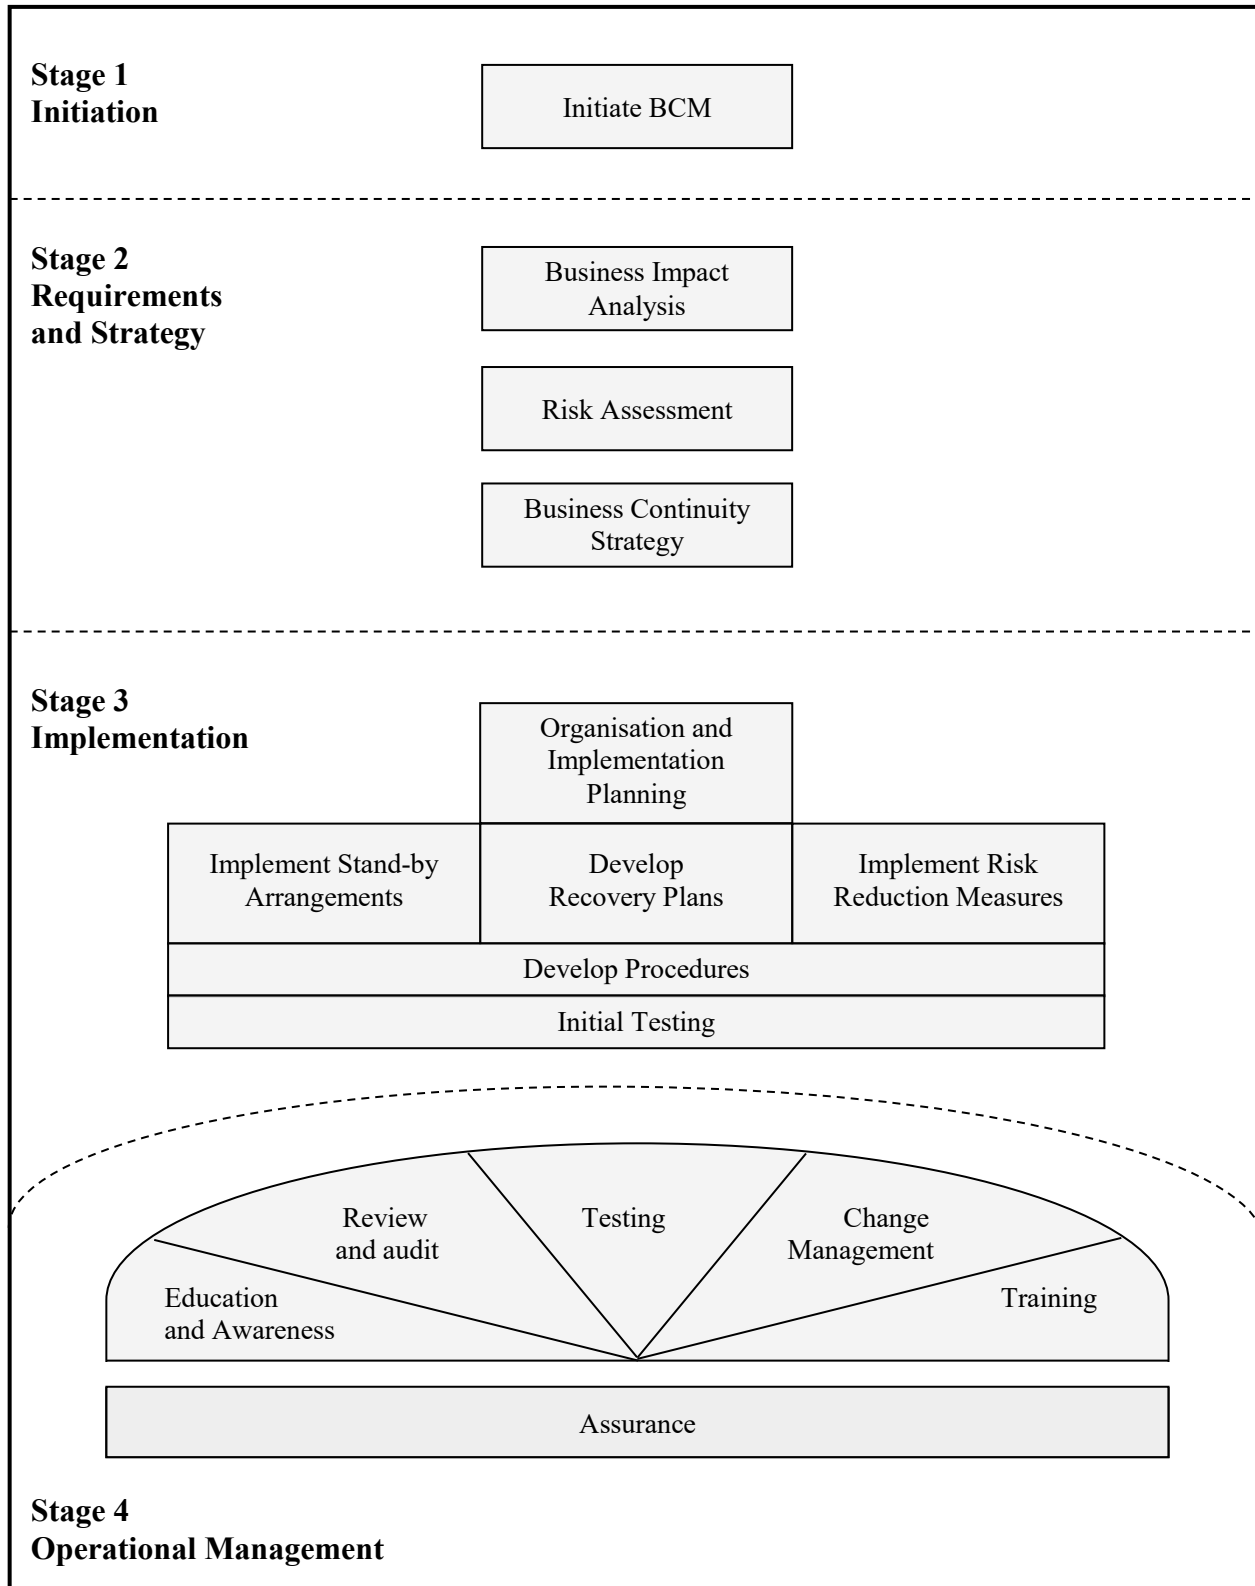 Stage 1
Initiation
Initiate BCM
Stage 2
Requirements
and Strategy
Business Impact
Analysis
Risk Assessment
Business Continuity
Strategy
Stage 3
Implementation
Organisation and
Implementation
Planning
Implement Stand-by
Arrangements
Develop
Recovery Plans
Implement Risk
Reduction Measures
Develop Procedures
Initial Testing
Education
and Awareness
Review
and audit
Testing
Change
Management
Training
Assurance
Stage 4
Operational Management